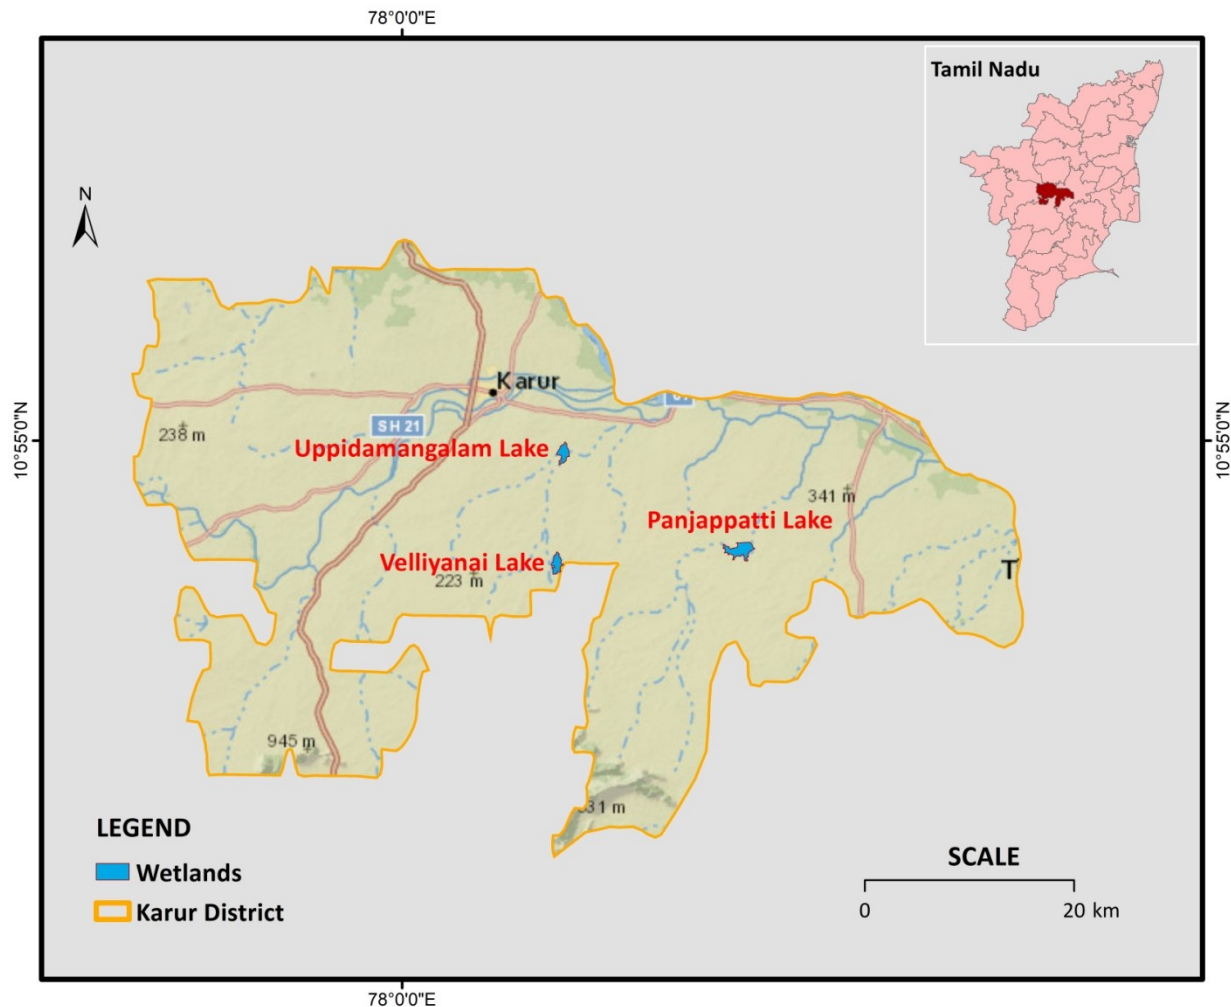 78°0'0"E
Tamil Nadu
N
Karur
SH 21
10°55'0"N
10°55'0"N
238 m
Uppidamangalam Lake
341 m
Panjappatti Lake
Velliyanai Lake
223 m
T
945 m
31 m
LEGEND
Wetlands
Karur District
SCALE
0 20 km
78°0'0"E